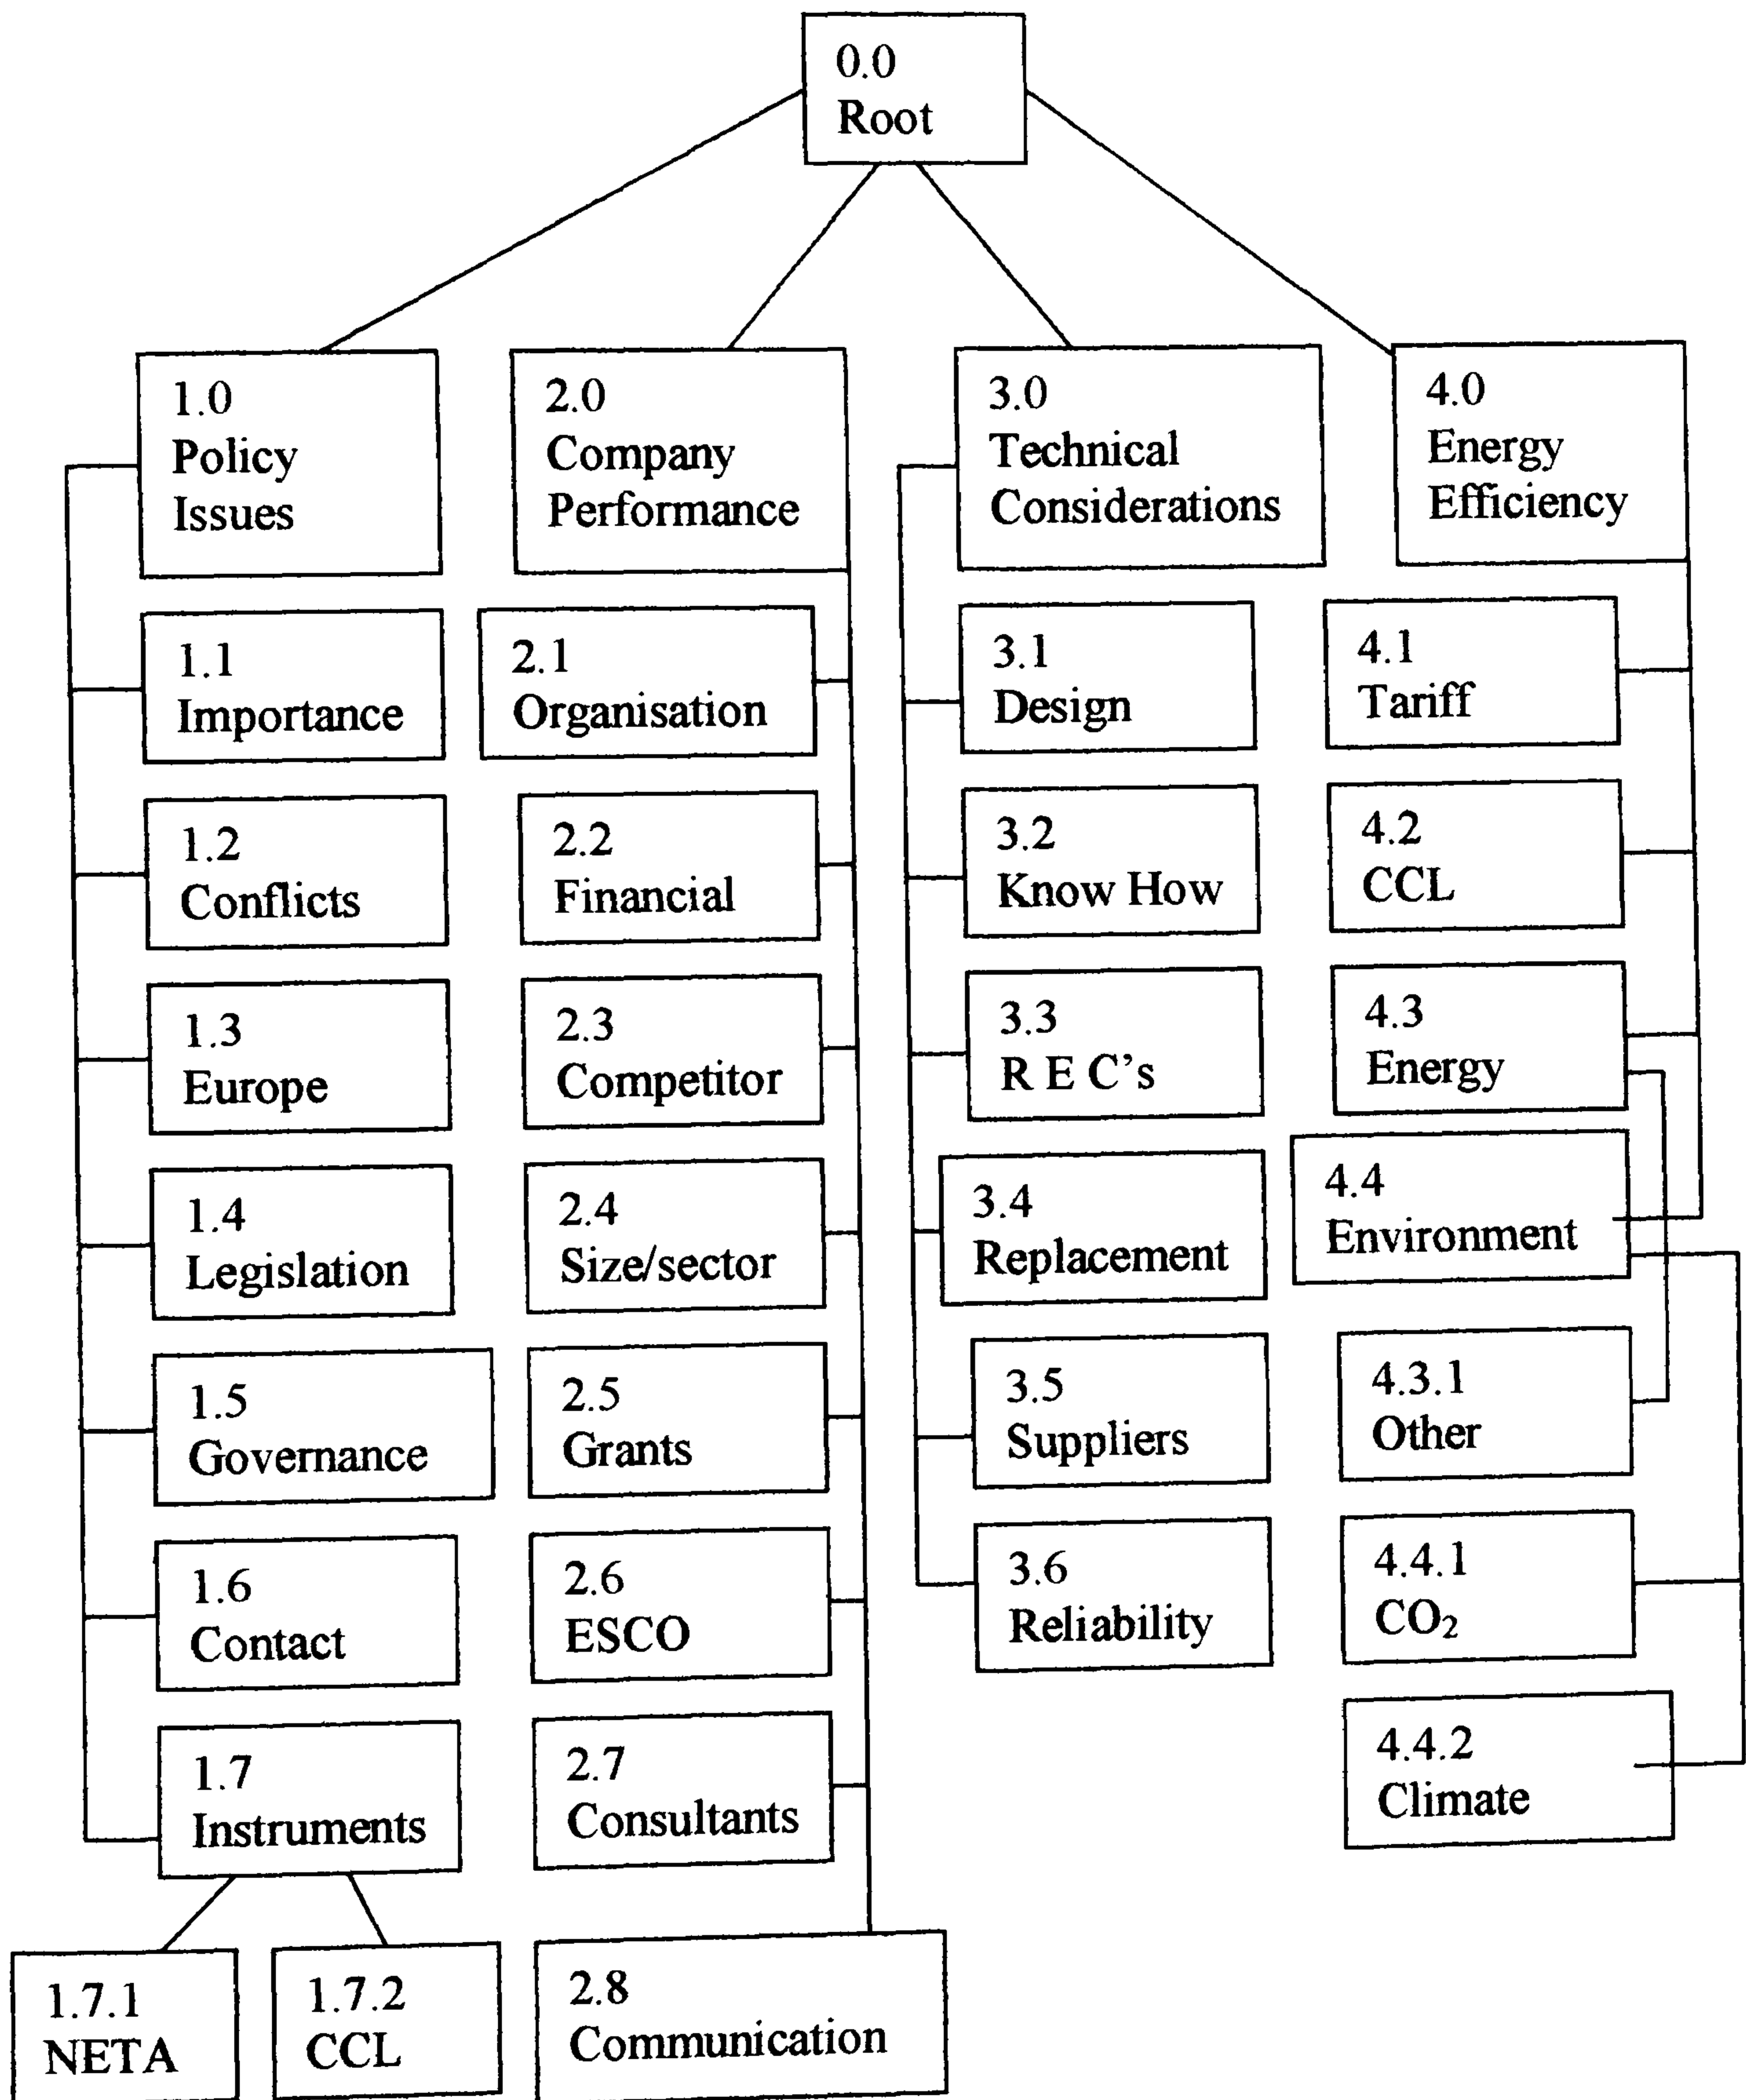 0.0
Root
1.0
Policy
Issues
2.0
Company
Performance
3.0
Technical
Considerations
4.0
Energy
Efficiency
1.1
Importance
2.1
Organisation
3.1
Design
4.1
Tariff
1.2
Conflicts
2.2
Financial
3.2
Know How
4.2
CCL
1.3
Europe
2.3
Competitor
3.3
R E C's
4.3
Energy
1.4
Legislation
2.4
Size/sector
3.4
Replacement
4.4
Environment
1.5
Governance
2.5
Grants
3.5
Suppliers
4.3.1
Other
1.6
Contact
2.6
ESCO
3.6
Reliability
4.4.1
CO₂
1.7
Instruments
2.7
Consultants
4.4.2
Climate
1.7.1
NETA
1.7.2
CCL
2.8
Communication